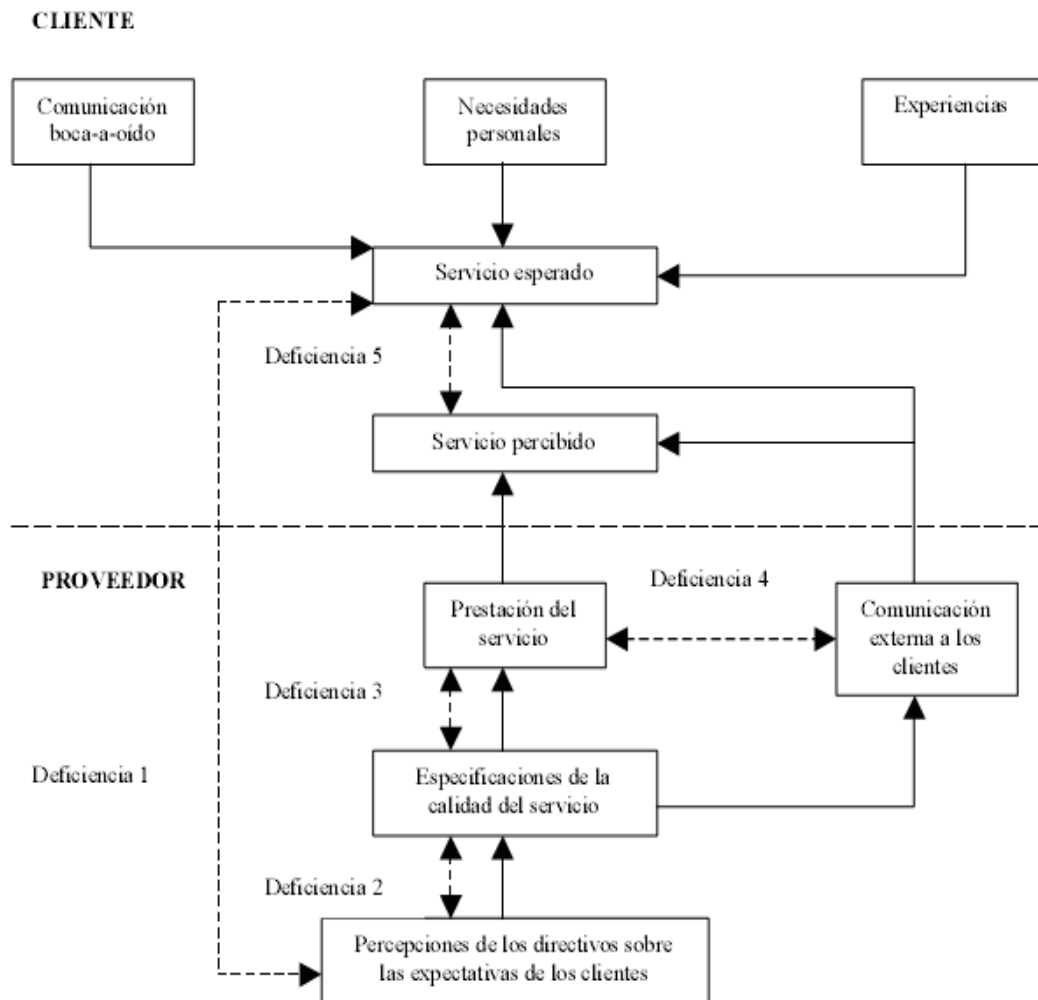 CLIENTE
Comunicación
boca-a-oído
Necesidades
personales
Experiencias
Servicio esperado
Deficiencia 5
Servicio percibido
PROVEEDOR
Deficiencia 4
Prestación del
servicio
Comunicación
externa a los
clientes
Deficiencia 3
Deficiencia 1
Especificaciones de la
calidad del servicio
Deficiencia 2
Percepciones de los directivos sobre
las expectativas de los clientes